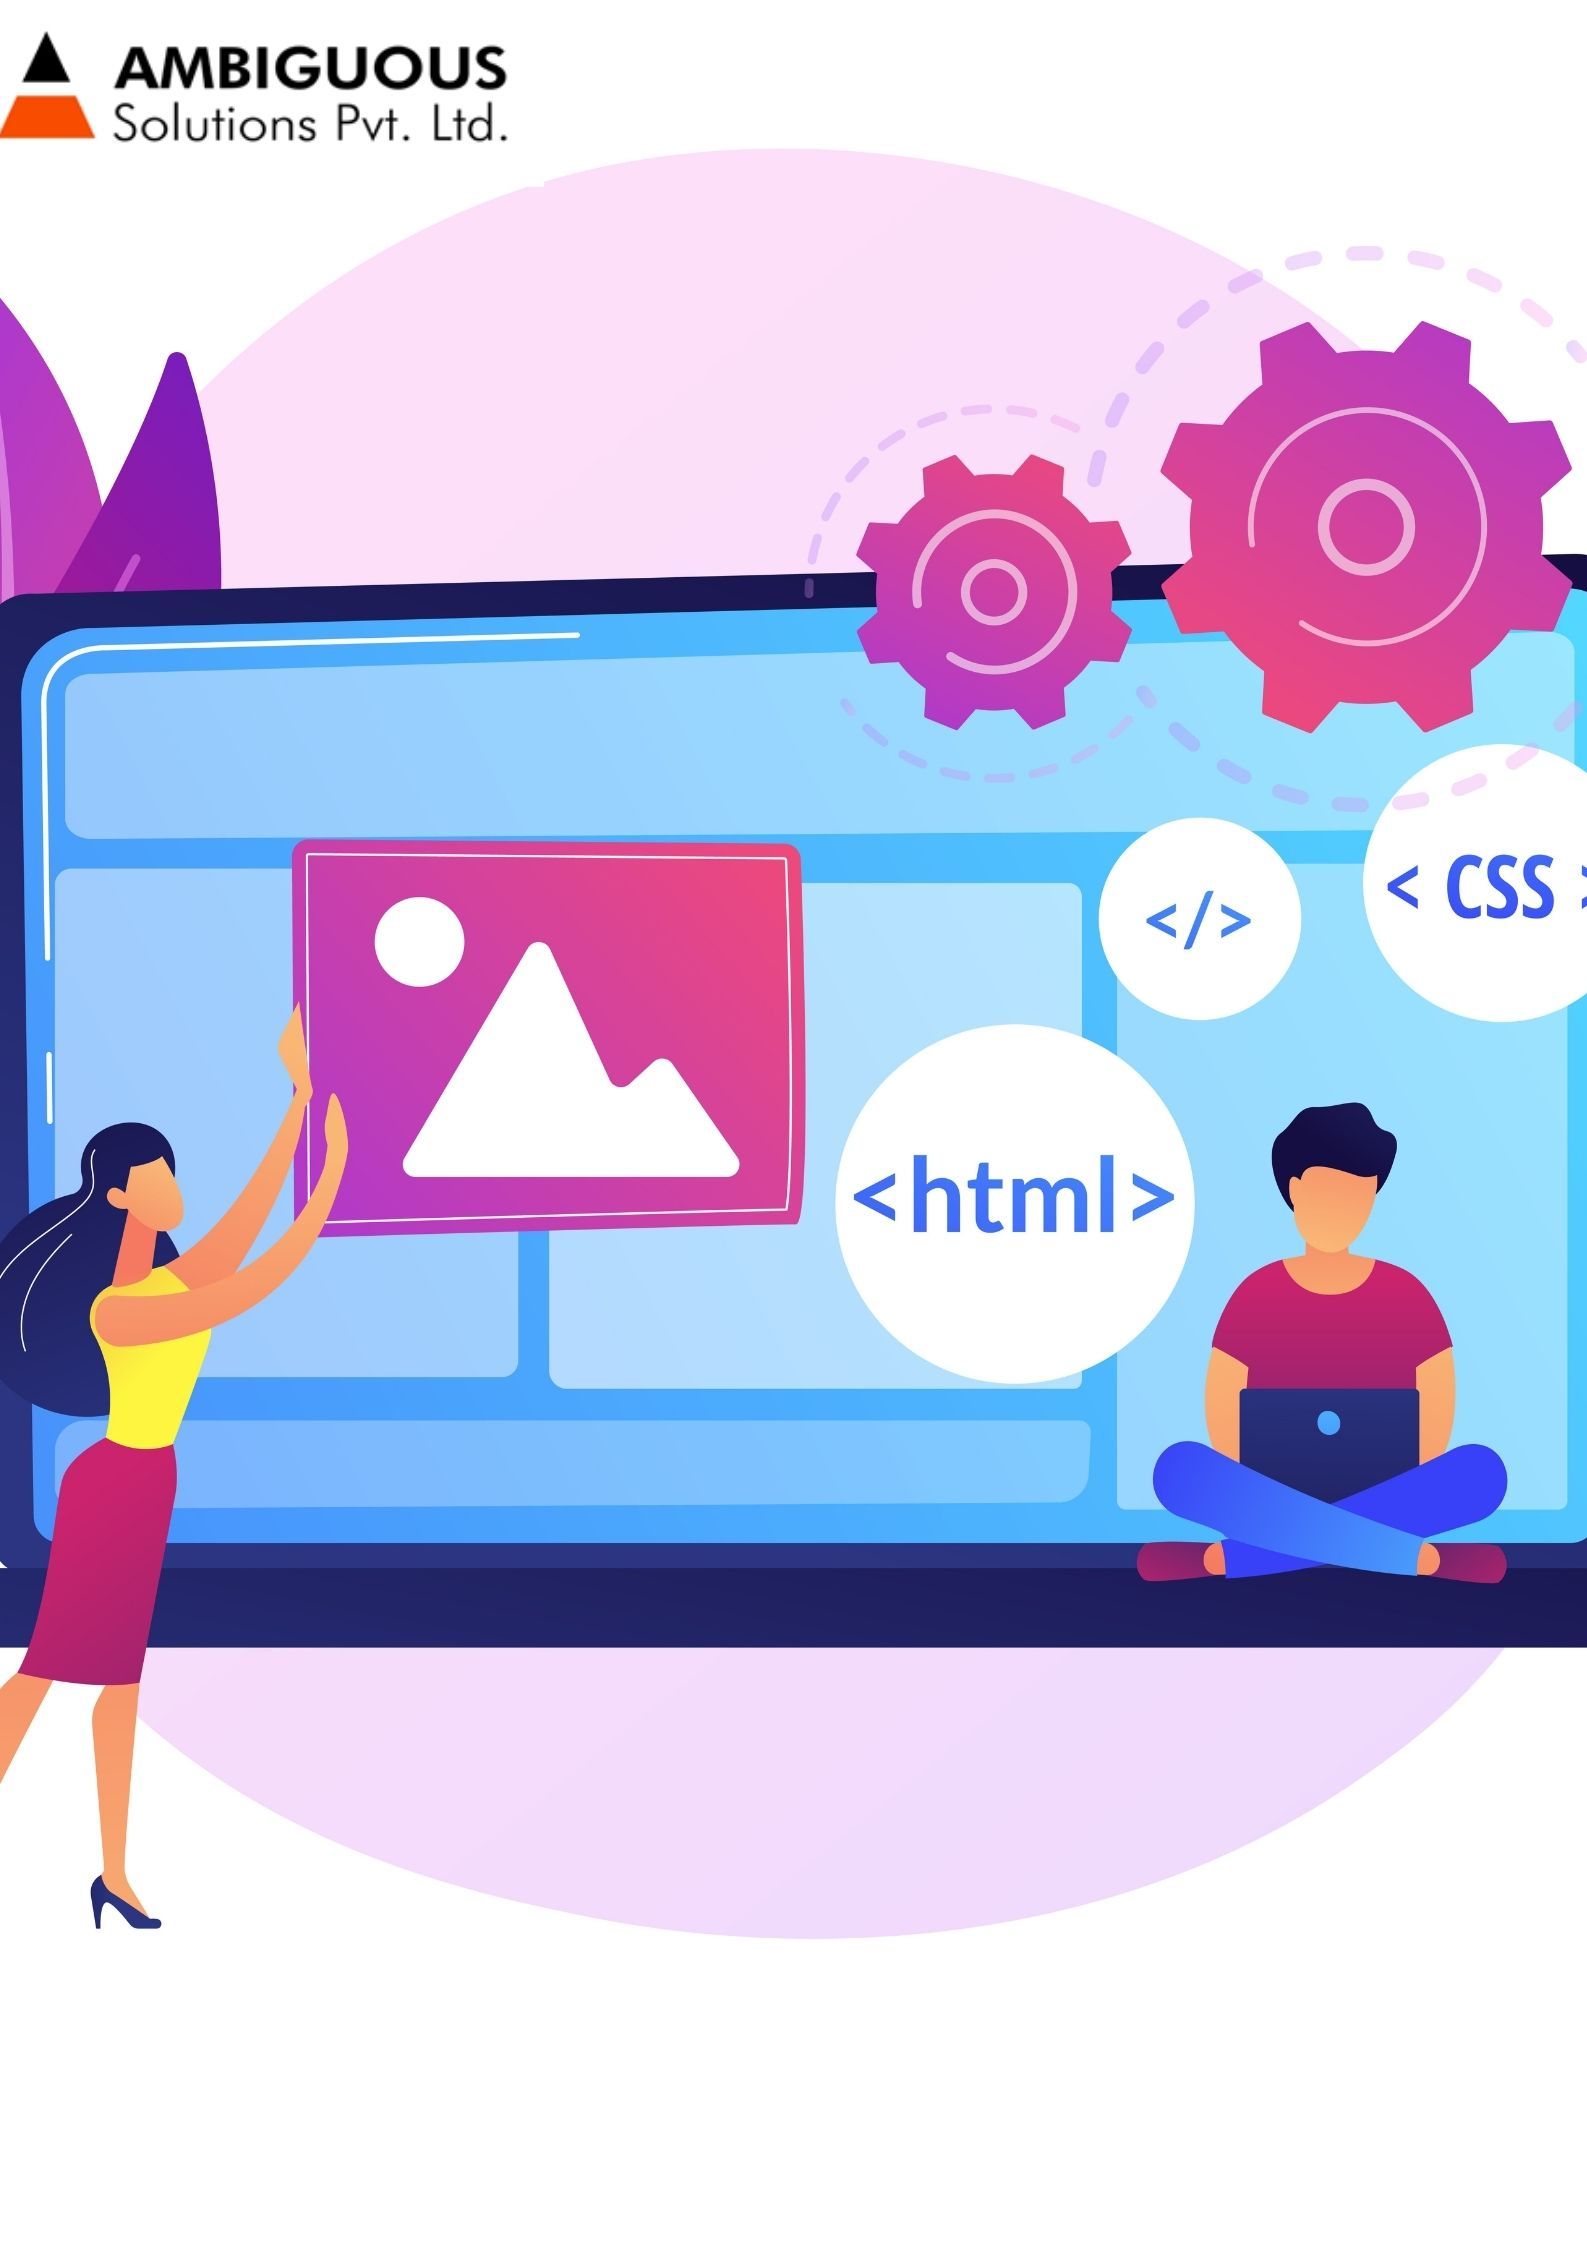 AMBIGUOUS
Solutions Pvt. Ltd.
</>
< CSS >
<html>